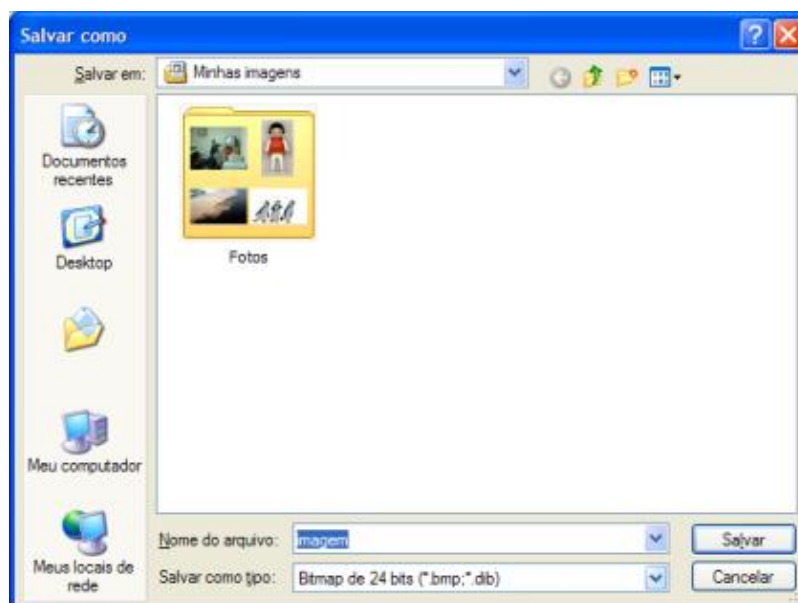 Salvar como
Salvar em:
Minhas imagens
Documentos
recentes
Desktop
Meu computador
Meus locais de
rede
Fotos
Nome do arquivo:
imagem
Salvar
Salvar como tipo:
Bitmap de 24 bits (*.bmp;*.dib)
Cancelar